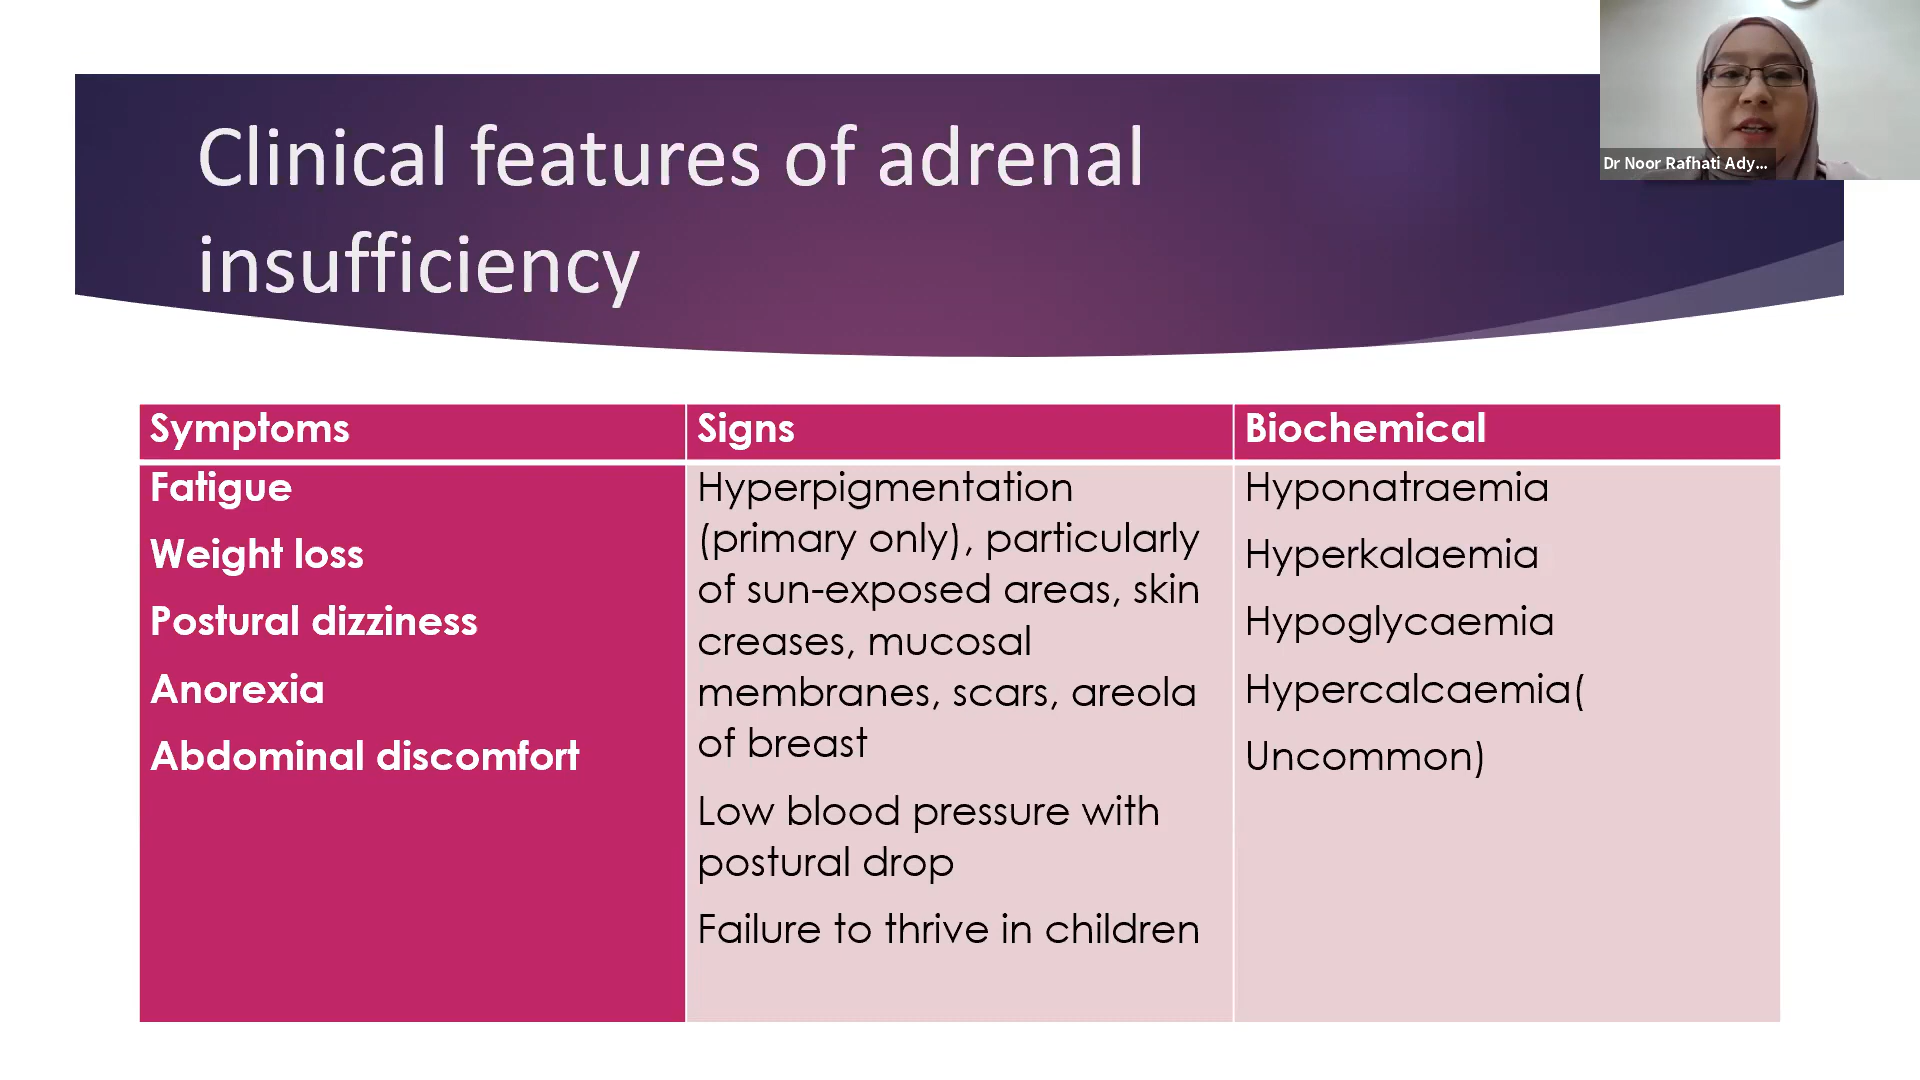 Clinical features of adrenal
insufficiency
Dr Noor Rafhati Ady...
Symptoms
Signs
Biochemical
Fatigue
Weight loss
Postural dizziness
Anorexia
Abdominal discomfort
Hyperpigmentation
(primary only), particularly
of sun-exposed areas, skin
creases, mucosal
membranes, scars, areola
of breast
Low blood pressure with
postural drop
Failure to thrive in children
Hyponatraemia
Hyperkalaemia
Hypoglycaemia
Hypercalcaemia(
Uncommon)